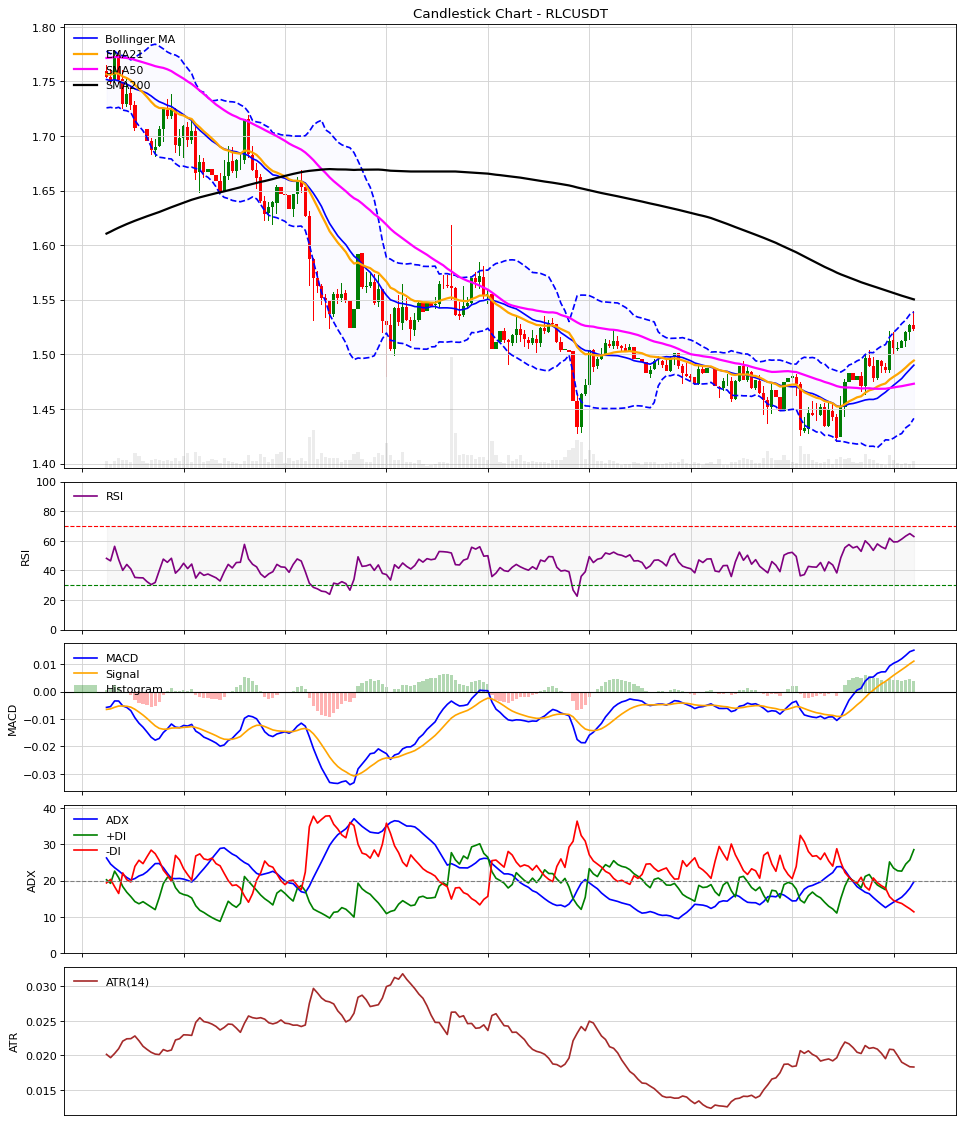 Candlestick Chart - RLCUSDT
1.80
1.75
1.70
1.65
1.60
1.55
1.50
1.45
1.40
Bollinger MA
EMA21
SMA50
SMA200
100
80
60
40
20
0
RSI
RSI
0.01
0.00
−0.01
−0.02
−0.03
MACD
MACD
Signal
Histogram
40
30
20
10
0
ADX
ADX
+DI
-DI
0.030
0.025
0.020
0.015
ATR
ATR(14)